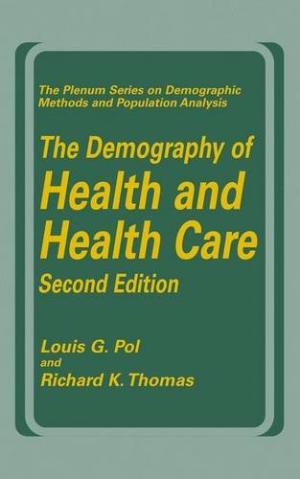 The Plenum Series on Demographic
Methods and Population Analysis
The Demography of
Health and
Health Care
Second Edition
Louis G. Pol
and
Richard K. Thomas